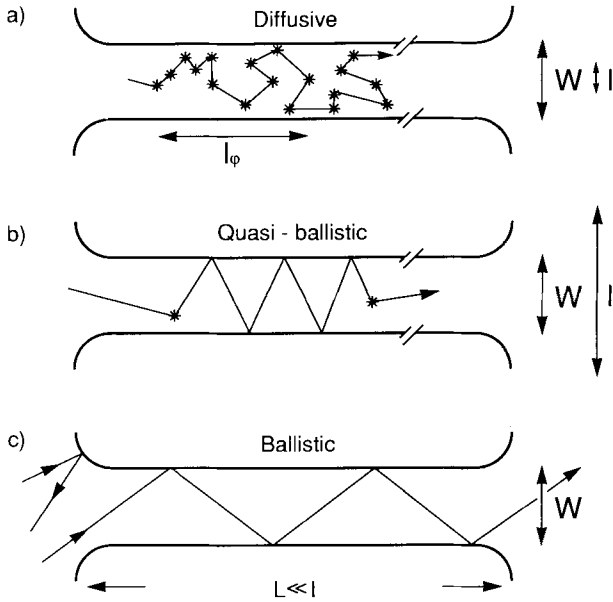 a)
Diffusive
W
l
lφ
b)
Quasi - ballistic
W
l
c)
Ballistic
W
L≪l